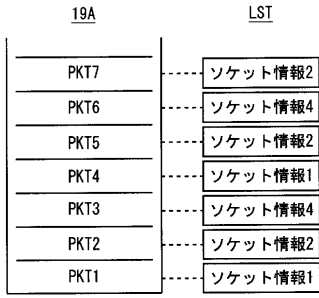 19A LST
PKT7 ソケット情報2
PKT6 ソケット情報4
PKT5 ソケット情報2
PKT4 ソケット情報1
PKT3 ソケット情報4
PKT2 ソケット情報2
PKT1 ソケット情報1